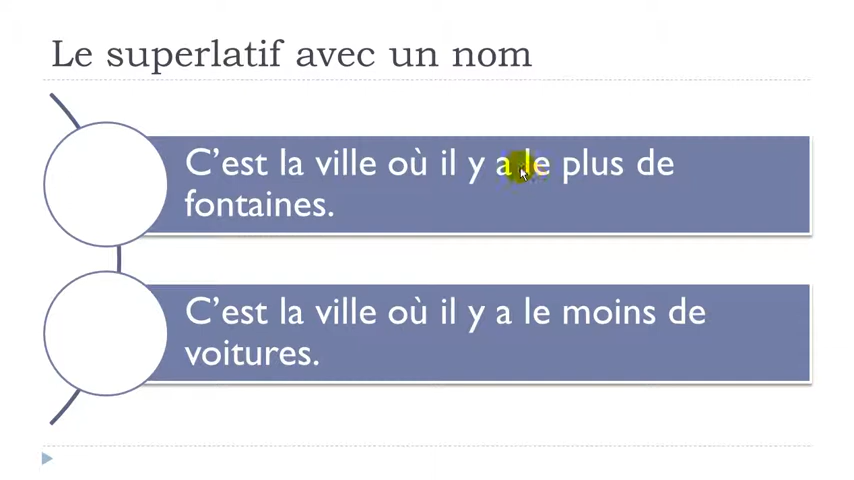 Le superlatif avec un nom
C’est la ville où il y a le plus de
fontaines.
C’est la ville où il y a le moins de
voitures.